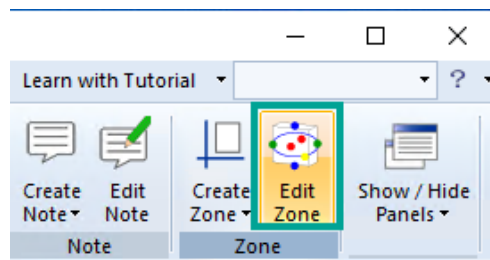 Learn with Tutorial
?
Create Note
Edit Note
Create Zone
Edit Zone
Show / Hide Panels
Note
Zone